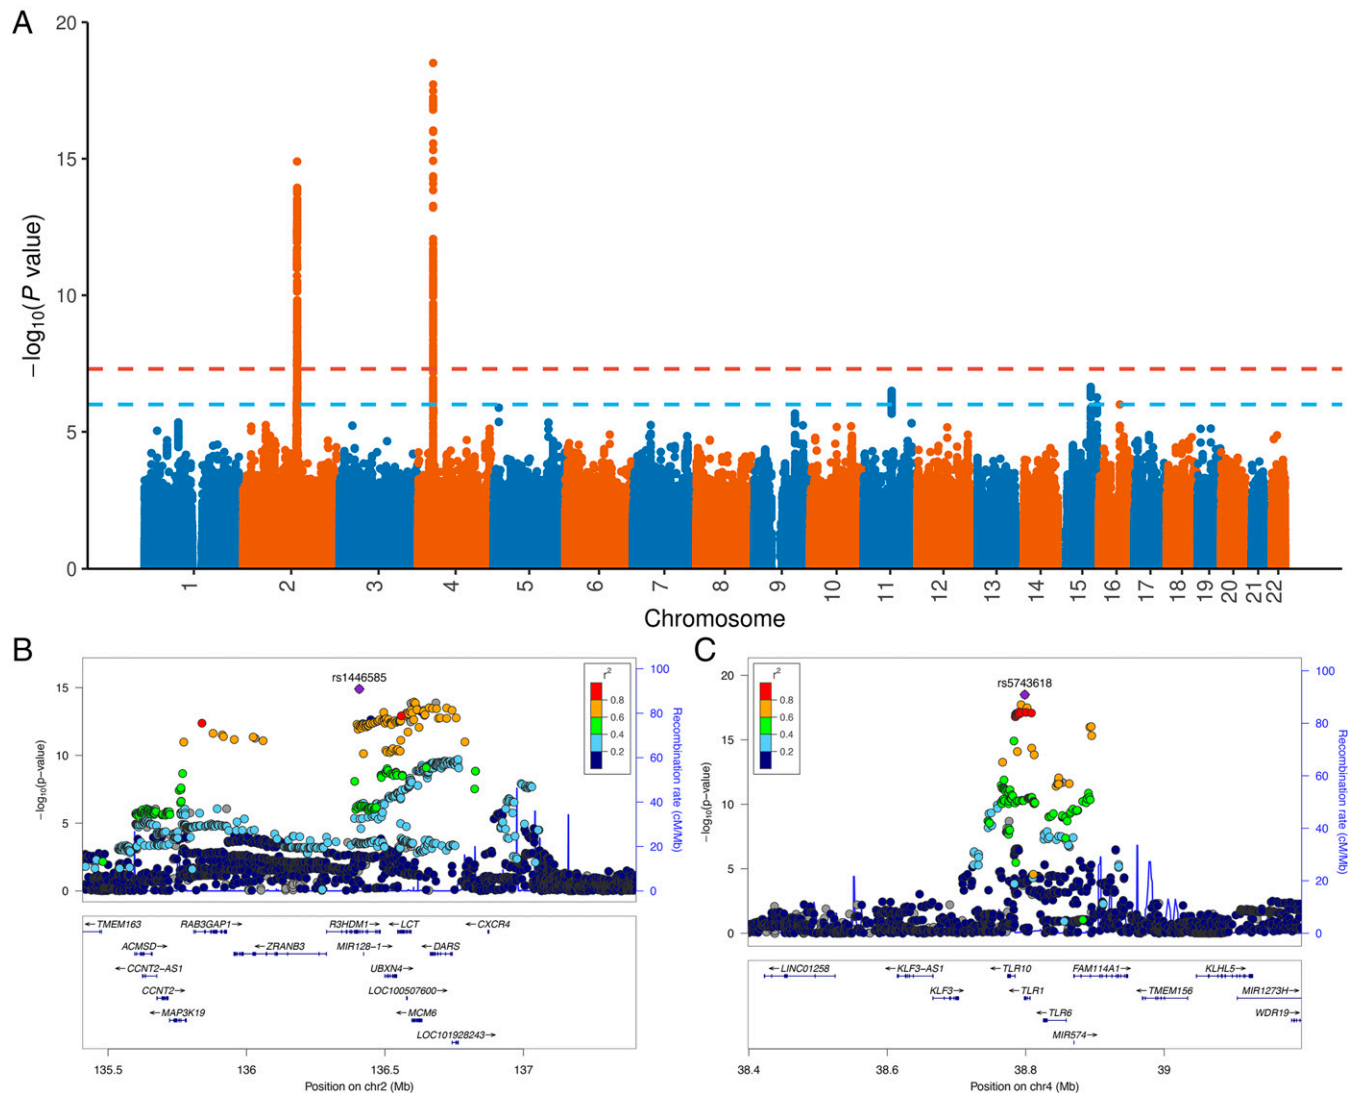 A
20
15
10
5
0
−log10(P value)
1 2 3 4 5 6 7 8 9 10 11 12 13 14 15 16 17 18 19 20 21 22
Chromosome
B
rs1446585
r2
0.8
0.6
0.4
0.2
15
10
5
0
−log10(p−value)
100
80
60
40
20
0
Recombination rate (cM/Mb)
←TMEM163 RAB3GAP1→ R3HDM1→ ←LCT ←CXCR4
ACMSD→ ←ZRANB3 MIR128−1→ ←DARS
←CCNT2−AS1 UBXN4→
CCNT2→ LOC100507600→
←MAP3K19 ←MCM6
LOC101928243→
135.5 136 136.5 137
Position on chr2 (Mb)
C
rs5743618
r2
0.8
0.6
0.4
0.2
20
15
10
5
0
−log10(p−value)
100
80
60
40
20
0
Recombination rate (cM/Mb)
←LINC01258 ←KLF3−AS1 ←TLR10 FAM114A1→ KLHL5→
KLF3→ ←TLR1 ←TMEM156 MIR1273H→
←TLR6 WDR19→
MIR574→
38.4 38.6 38.8 39
Position on chr4 (Mb)